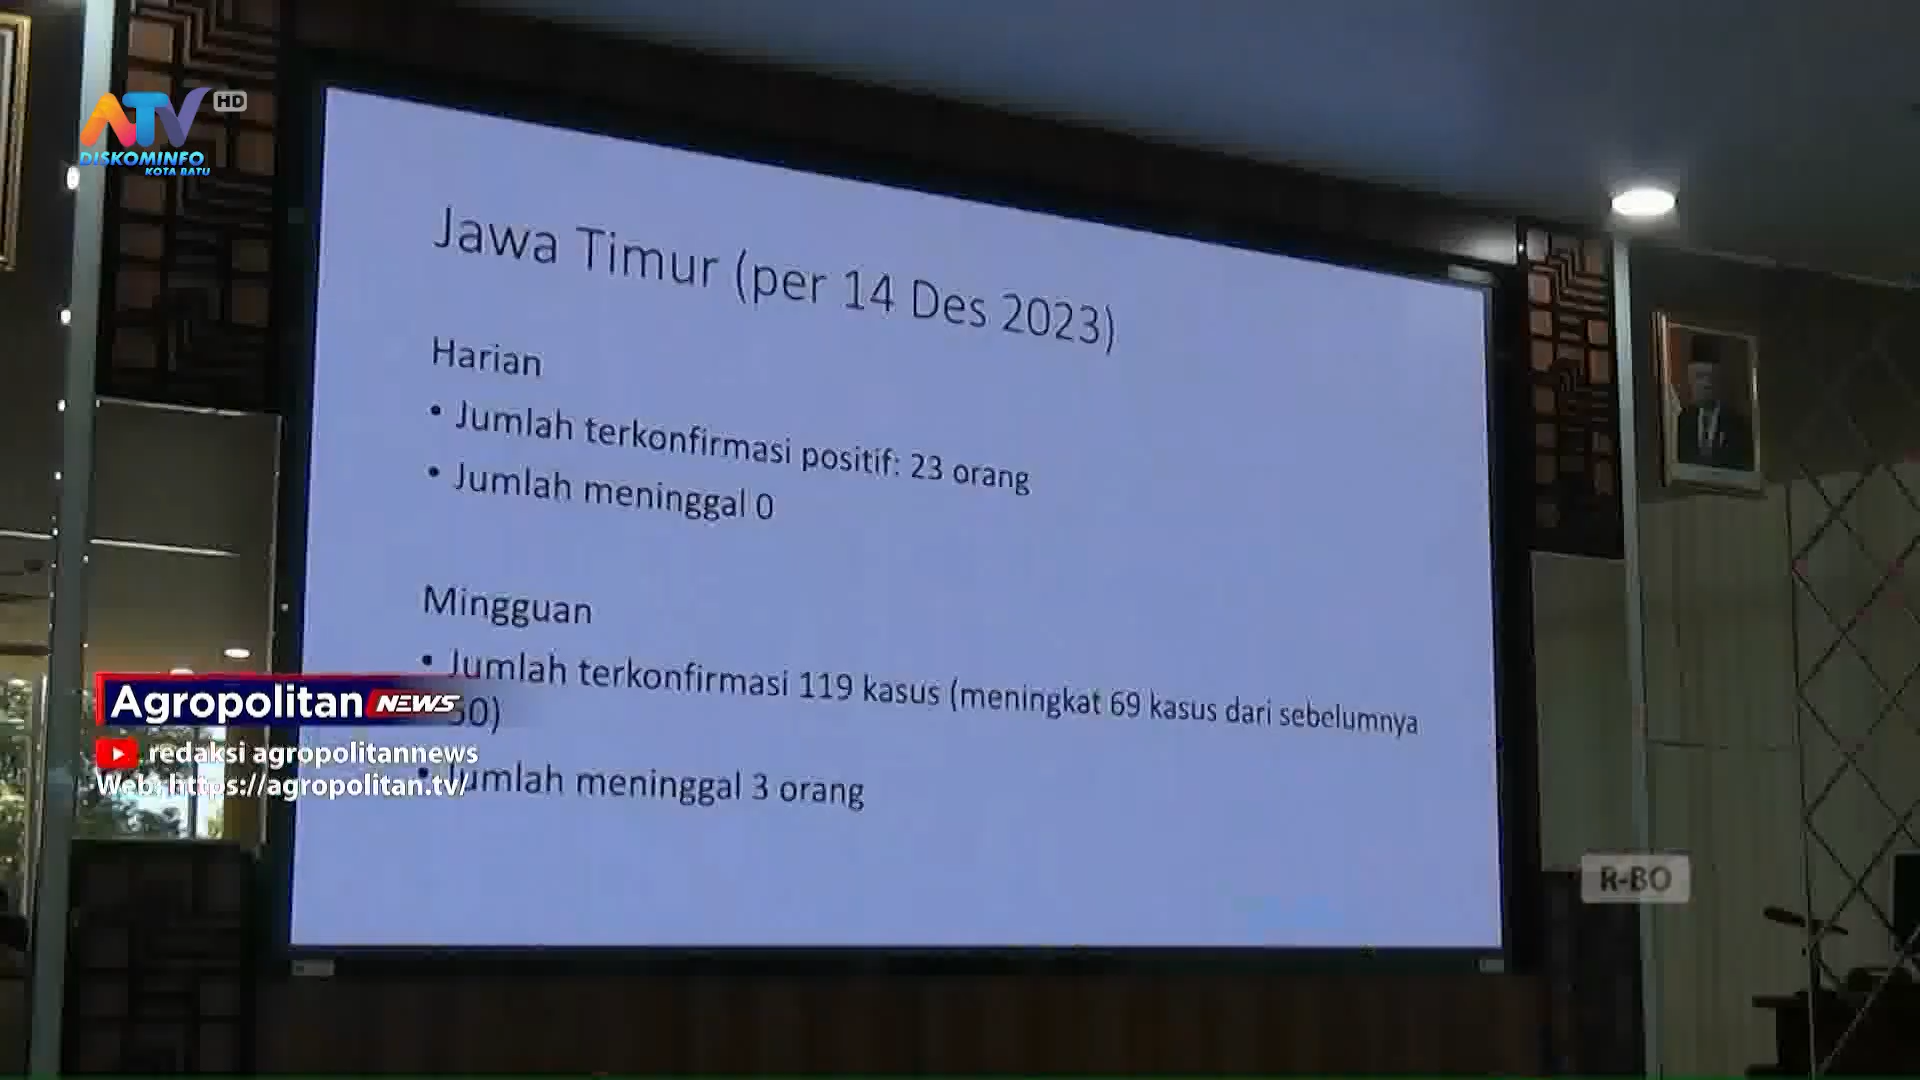 ATV HD
DISKOMINFO
KOTA BATU
Jawa Timur (per 14 Des 2023)
Harian
• Jumlah terkonfirmasi positif: 23 orang
• Jumlah meninggal 0
Mingguan
• Jumlah terkonfirmasi 119 kasus (meningkat 69 kasus dari sebelumnya
50)
• Jumlah meninggal 3 orang
Agropolitan NEWS
redaksi agropolitannews
Web: https://agropolitan.tv/
R-BO